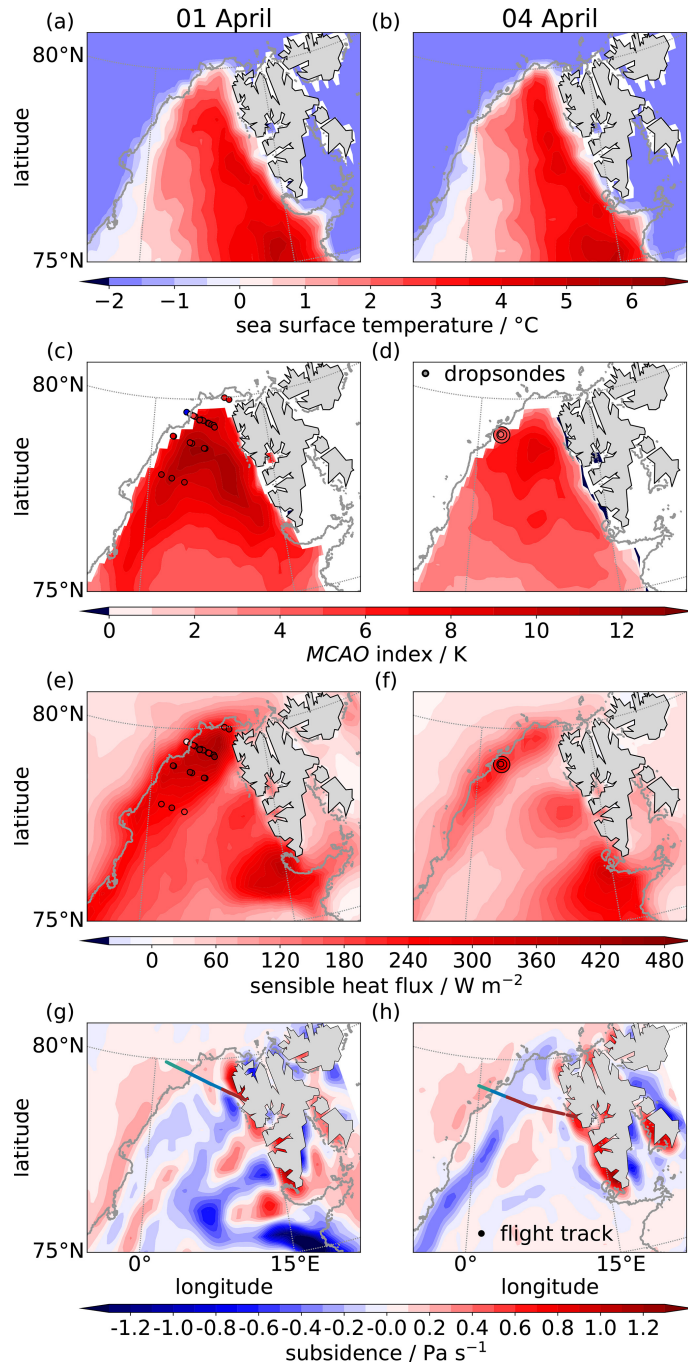 01 April 04 April
(a) (b)
80°N
latitude latitude
75°N
−2 −1 0 1 2 3 4 5 6
sea surface temperature / °C
(c) (d)
dropsondes
80°N
latitude latitude
75°N
0 2 4 6 8 10 12
MCAO index / K
(e) (f)
80°N
latitude latitude
75°N
0 60 120 180 240 300 360 420 480
sensible heat flux / W m⁻²
(g) (h)
80°N
latitude latitude
flight track
75°N
0° 15°E 0° 15°E
longitude longitude
-1.2 -1.0 -0.8 -0.6 -0.4 -0.2 -0.0 0.2 0.4 0.6 0.8 1.0 1.2
subsidence / Pa s⁻¹